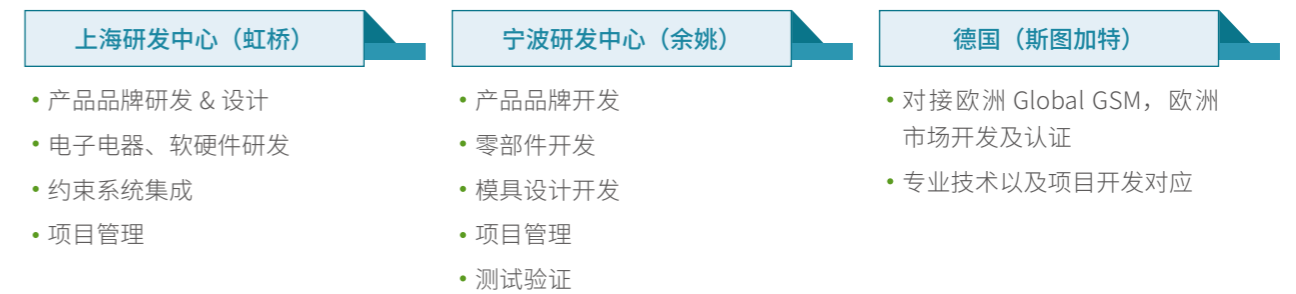 上海研发中心（虹桥）
• 产品品牌研发 & 设计
• 电子电器、软硬件研发
• 约束系统集成
• 项目管理
宁波研发中心（余姚）
• 产品品牌开发
• 零部件开发
• 模具设计开发
• 项目管理
• 测试验证
德国（斯图加特）
• 对接欧洲 Global GSM，欧洲
市场开发及认证
• 专业技术以及项目开发对应